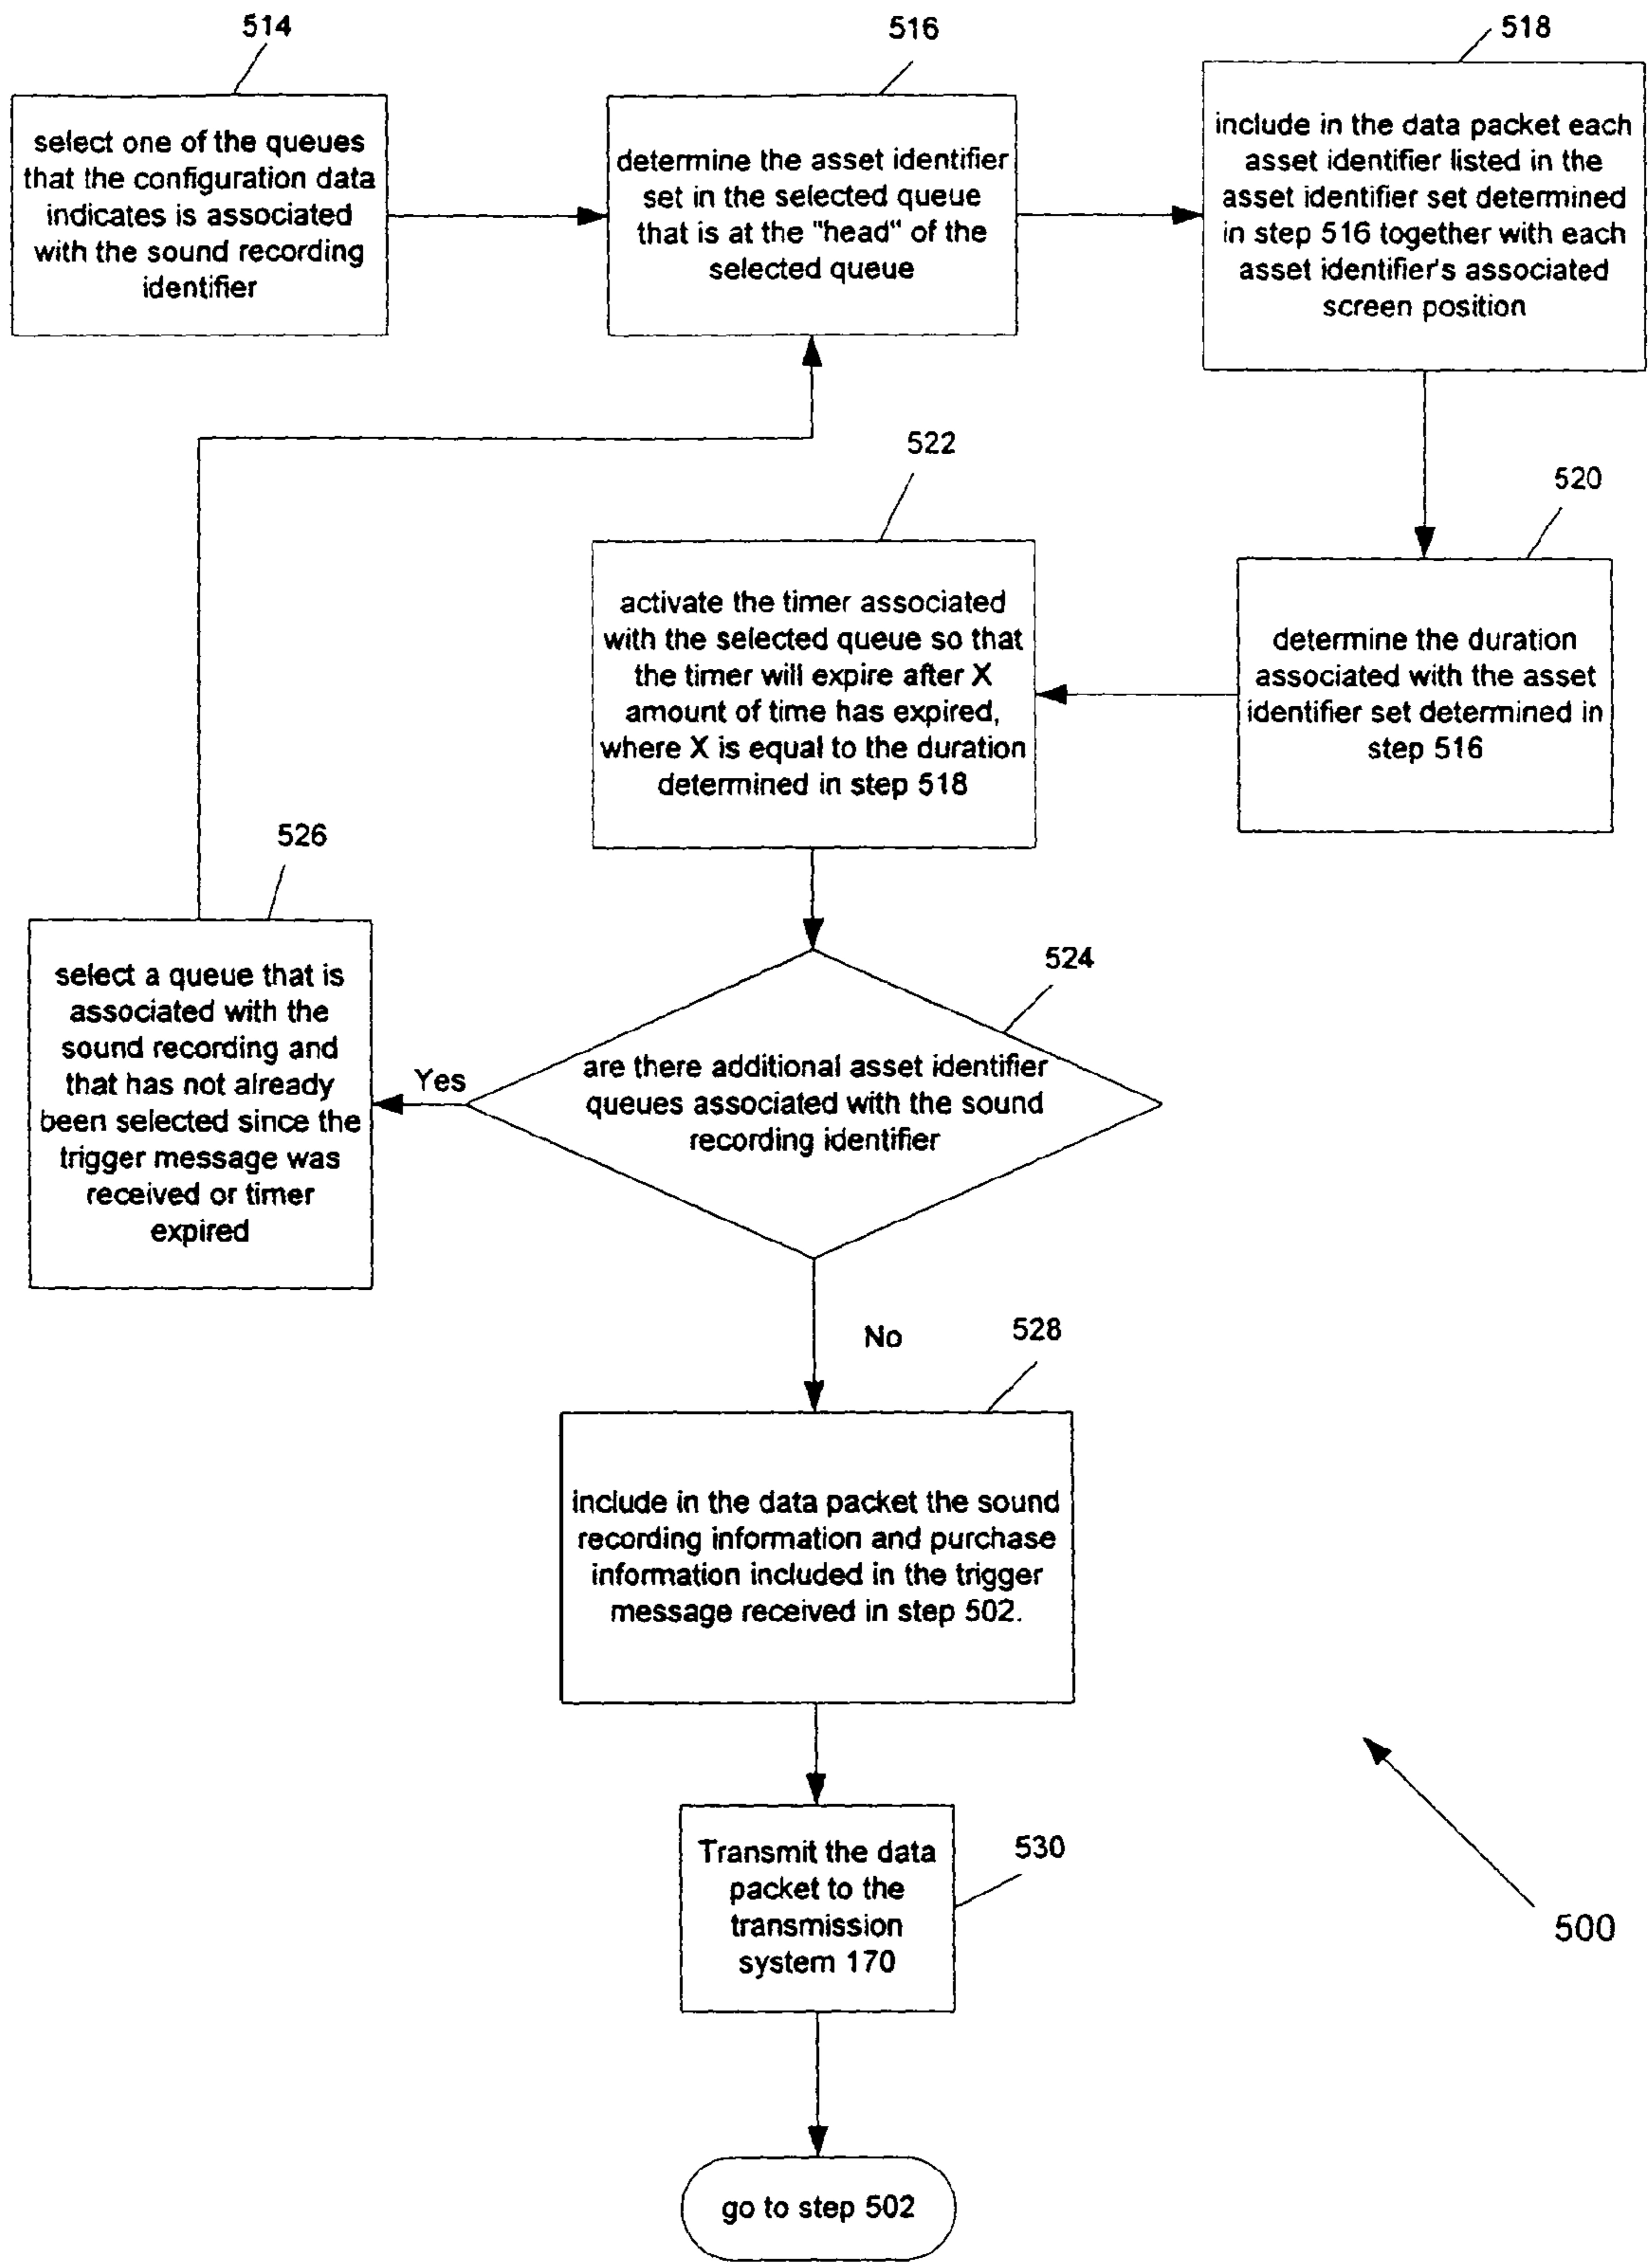 514
select one of the queues
that the configuration data
indicates is associated
with the sound recording
identifier
516
determine the asset identifier
set in the selected queue
that is at the "head" of the
selected queue
518
include in the data packet each
asset identifier listed in the
asset identifier set determined
in step 516 together with each
asset identifier's associated
screen position
520
determine the duration
associated with the asset
identifier set determined in
step 516
522
activate the timer associated
with the selected queue so that
the timer will expire after X
amount of time has expired,
where X is equal to the duration
determined in step 518
524
are there additional asset identifier
queues associated with the sound
recording identifier
Yes
526
select a queue that is
associated with the
sound recording and
that has not already
been selected since the
trigger message was
received or timer
expired
No
528
include in the data packet the sound
recording information and purchase
information included in the trigger
message received in step 502.
530
Transmit the data
packet to the
transmission
system 170
500
go to step 502